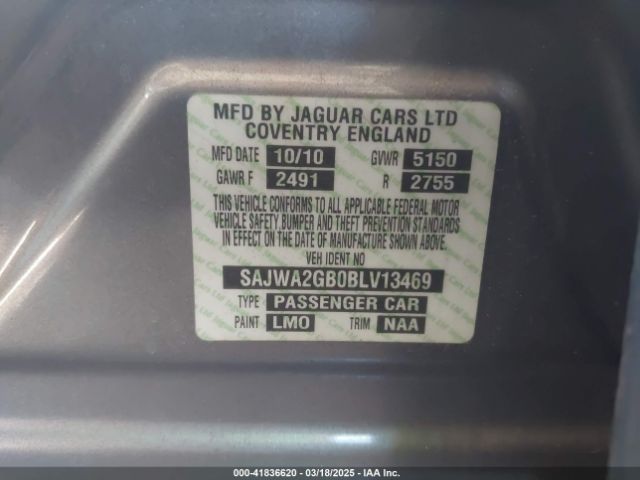 MFD BY JAGUAR CARS LTD
COVENTRY ENGLAND
MFD DATE 10/10 GVWR 5150
GAWR F 2491 R 2755
THIS VEHICLE CONFORMS TO ALL APPLICABLE FEDERAL MOTOR
VEHICLE SAFETY, BUMPER AND THEFT PREVENTION STANDARDS
IN EFFECT ON THE DATE OF MANUFACTURE SHOWN ABOVE.
VEH IDENT NO
SAJWA2GB0BLV13469
TYPE PASSENGER CAR
PAINT LMO TRIM NAA
000-41836620 — 03/18/2025 — IAA Inc.